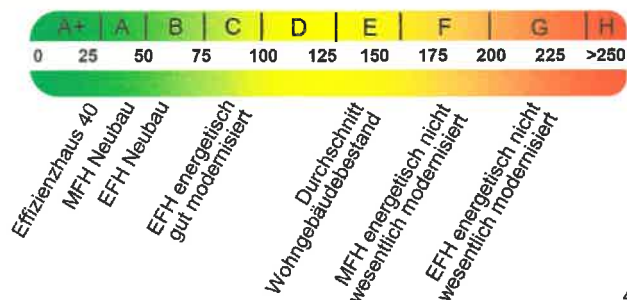 A+ A B C D E F G H
0 25 50 75 100 125 150 175 200 225 >250
Effizienzhaus 40
MFH Neubau
EFH Neubau
EFH energetisch
gut modernisiert
Durchschnitt
Wohngebäudebestand
MFH energetisch nicht
wesentlich modernisiert
EFH energetisch nicht
wesentlich modernisiert